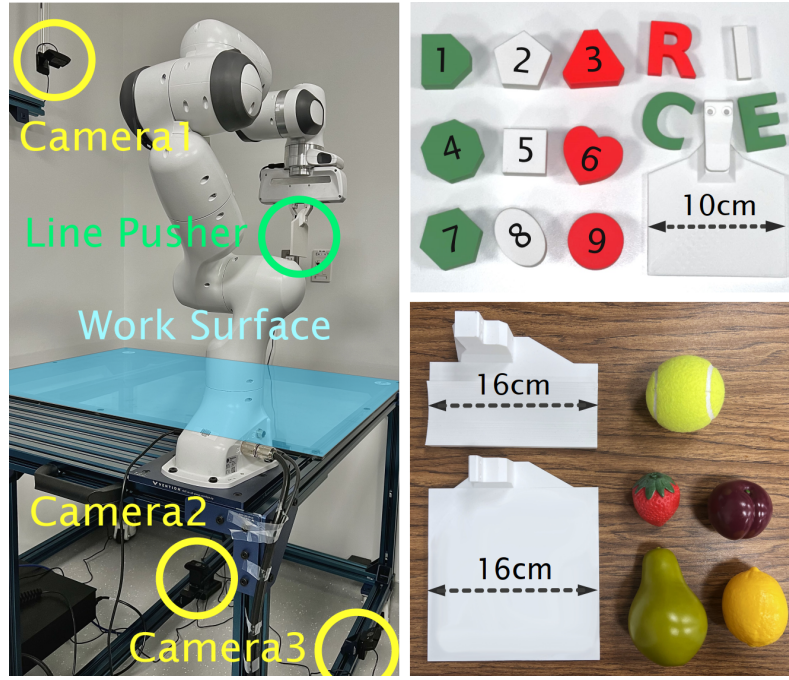 Camera1
Line Pusher
Work Surface
VENTION
Camera2
Camera3
1 2 3 R I
4 5 6 C E
7 8 9
10cm
16cm
16cm